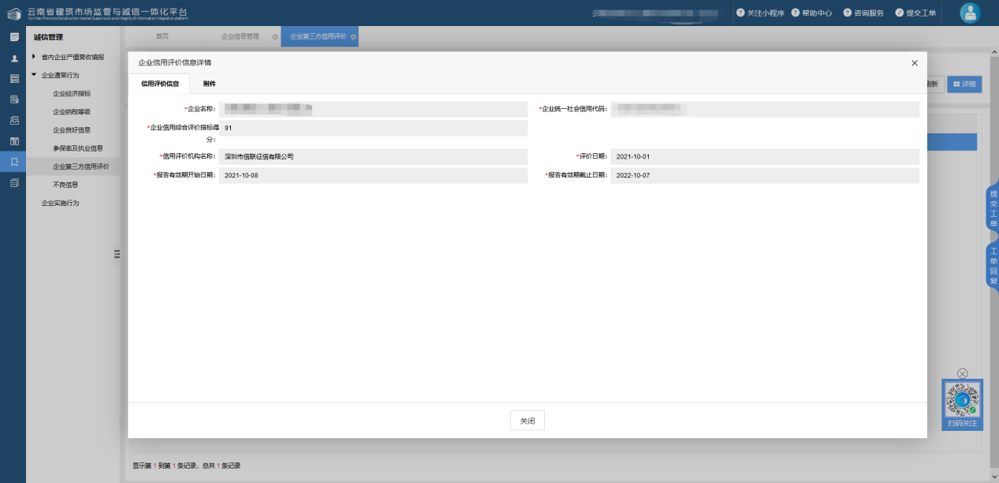 云南省建筑市场监管与诚信一体化平台
Yun Nan Province Construction market Supervision and integrity of information integration platform
关注小程序 帮助中心 咨询服务 提交工单
诚信管理
首页 企业信息管理 企业第三方信用评价
省内企业产值营收填报
企业通常行为
企业经济指标
企业纳税等级
企业良好信息
参保率及执业信息
企业第三方信用评价
不良信息
企业实施行为
企业信用评价信息详情
信用评价信息 附件
*企业名称: *企业统一社会信用代码:
*企业信用综合评价指标得分: 91
*信用评价机构名称: 深圳市信联征信有限公司 *评价日期: 2021-10-01
*报告有效期开始日期: 2021-10-08 *报告有效期截止日期: 2022-10-07
关闭
刷新 详细
提交工单
工单回复
扫码关注
显示第 1 到第 1 条记录，总共 1 条记录